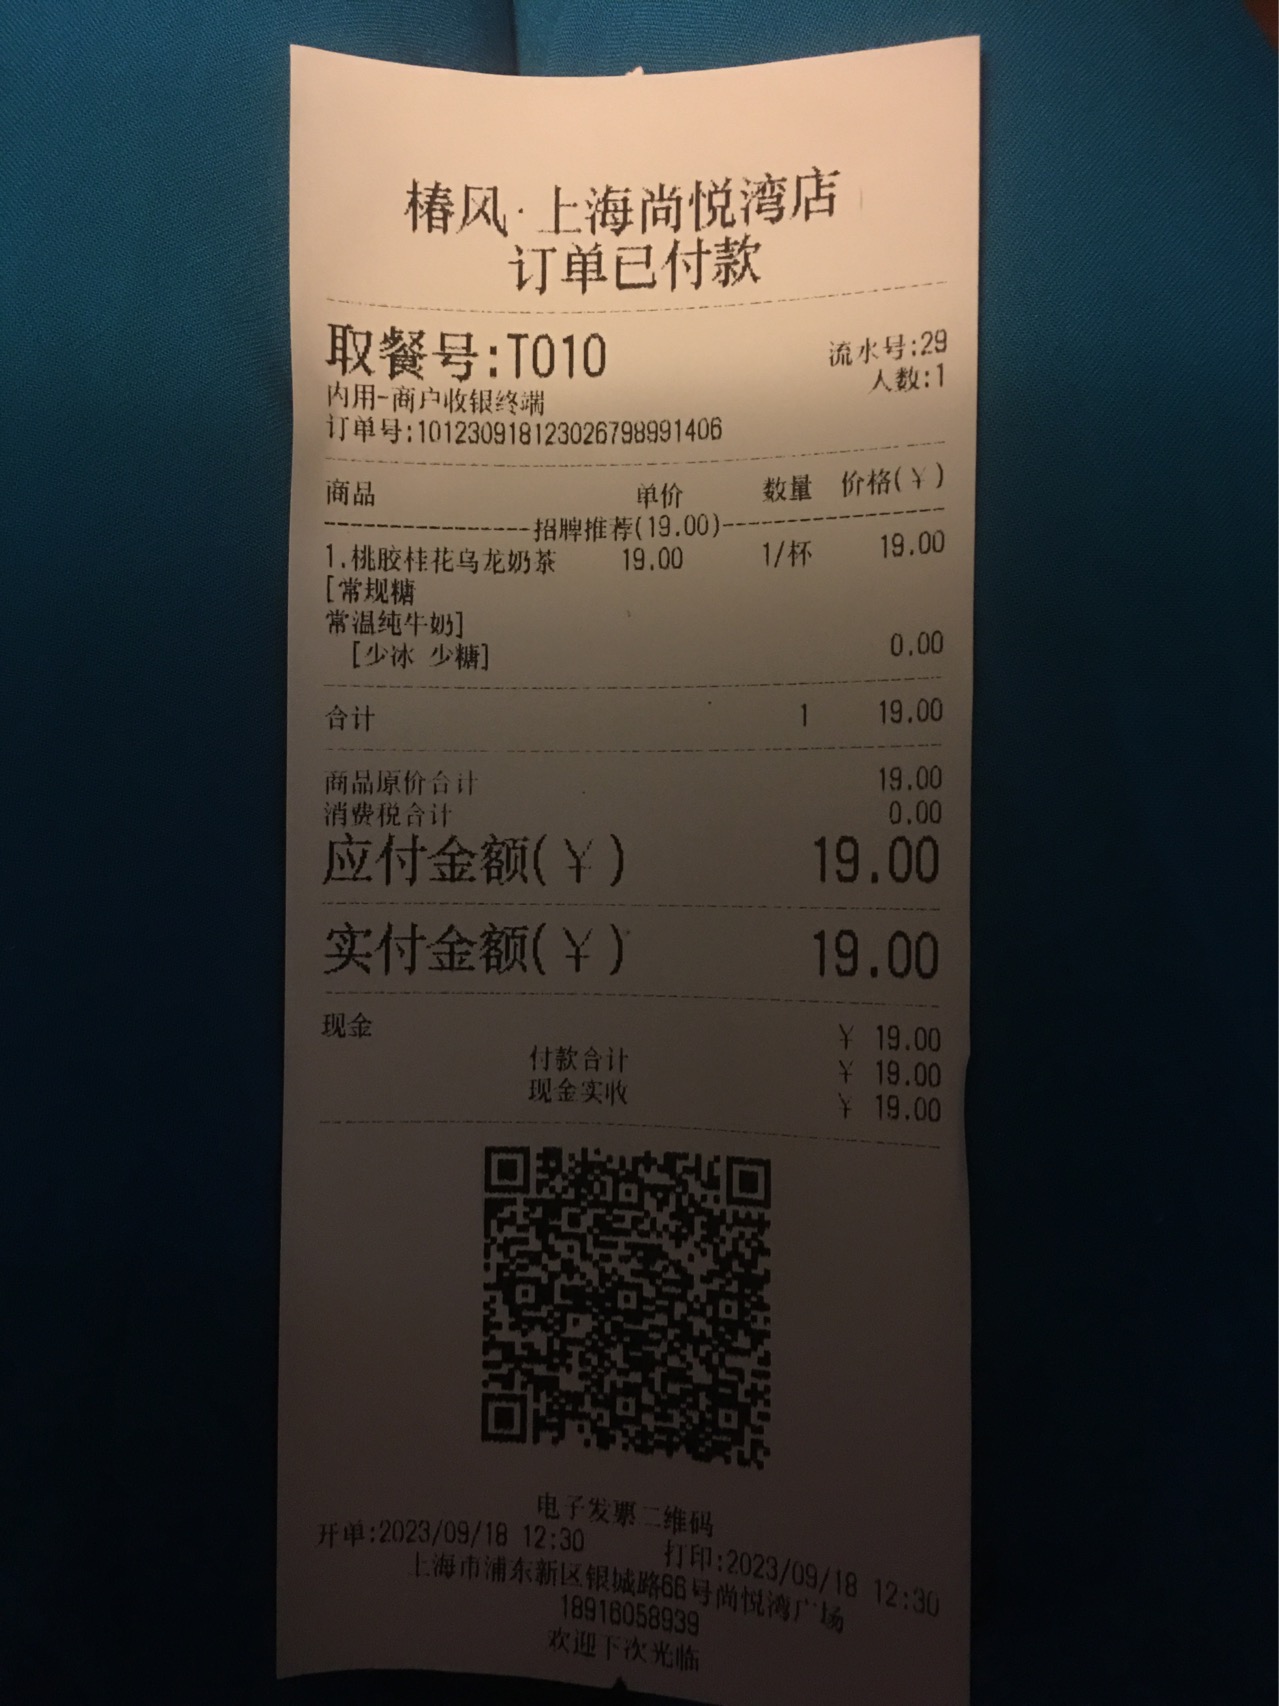 椿风·上海尚悦湾店
订单已付款
取餐号:T010
流水号:29
人数:1
内用-商户收银终端
订单号:101230918123026798991406
商品 单价 数量 价格(¥)
----------------招牌推荐(19.00)----------------
1.桃胶桂花乌龙奶茶 19.00 1/杯 19.00
[常规糖
常温纯牛奶]
[少冰 少糖] 0.00
合计 1 19.00
商品原价合计 19.00
消费税合计 0.00
应付金额(¥) 19.00
实付金额(¥) 19.00
现金 ¥ 19.00
付款合计 ¥ 19.00
现金实收 ¥ 19.00
电子发票二维码
开单:2023/09/18 12:30 打印:2023/09/18 12:30
上海市浦东新区银城路66号尚悦湾广场
18916058939
欢迎下次光临